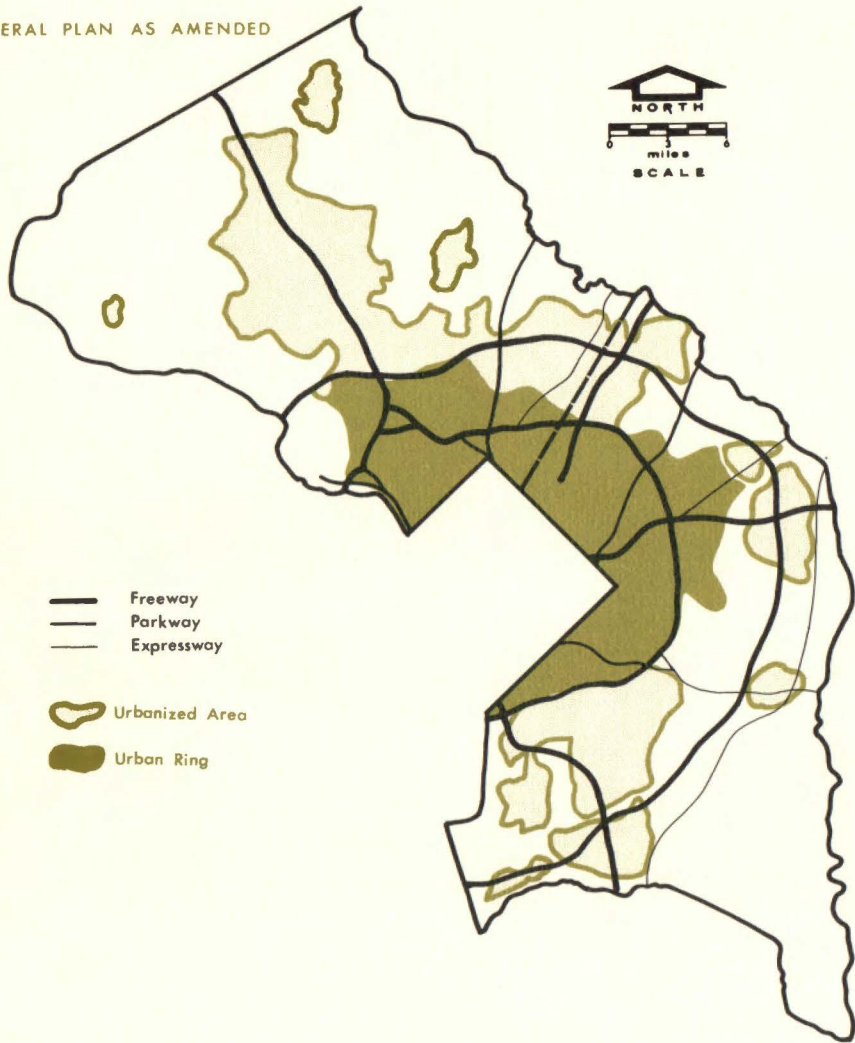 ERAL PLAN AS AMENDED
NORTH
0 3 6
miles
SCALE
Freeway
Parkway
Expressway
Urbanized Area
Urban Ring